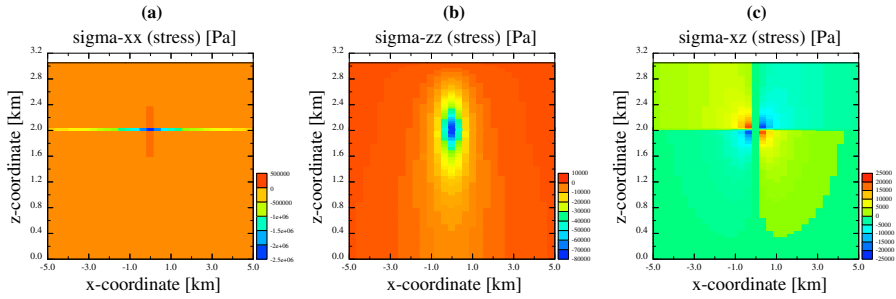 (a)
sigma-xx (stress) [Pa]
3.2
2.8
2.4
2.0
1.6
1.2
0.8
0.4
0.0
z-coordinate [km]
-5.0 -3.0 -1.0 1.0 3.0 5.0
x-coordinate [km]
500000
0
-500000
-1e+06
-1.5e+06
-2e+06
-2.5e+06
(b)
sigma-zz (stress) [Pa]
3.2
2.8
2.4
2.0
1.6
1.2
0.8
0.4
0.0
z-coordinate [km]
-5.0 -3.0 -1.0 1.0 3.0 5.0
x-coordinate [km]
10000
0
-10000
-20000
-30000
-40000
-50000
-60000
-70000
-80000
(c)
sigma-xz (stress) [Pa]
3.2
2.8
2.4
2.0
1.6
1.2
0.8
0.4
0.0
z-coordinate [km]
-5.0 -3.0 -1.0 1.0 3.0 5.0
x-coordinate [km]
25000
20000
15000
10000
5000
0
-5000
-10000
-15000
-20000
-25000